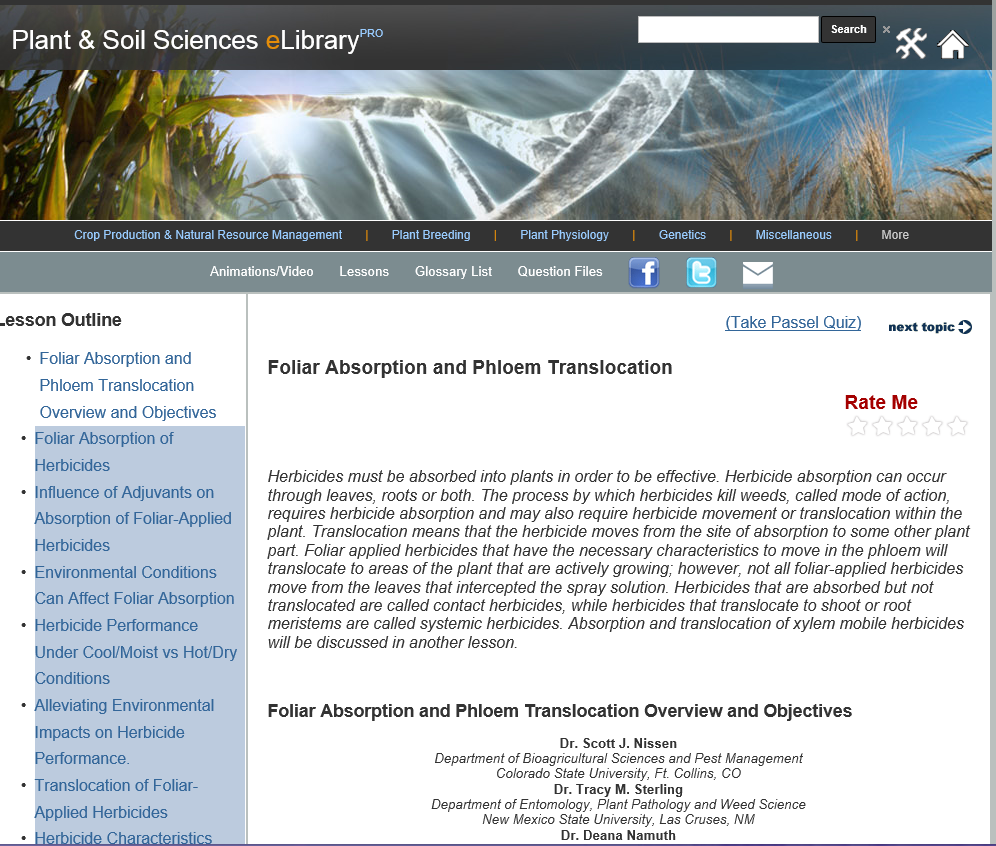 Plant & Soil Sciences eLibraryPRO
Search
Crop Production & Natural Resource Management | Plant Breeding | Plant Physiology | Genetics | Miscellaneous | More
Animations/Video Lessons Glossary List Question Files
Lesson Outline
• Foliar Absorption and
Phloem Translocation
Overview and Objectives
• Foliar Absorption of
Herbicides
• Influence of Adjuvants on
Absorption of Foliar-Applied
Herbicides
• Environmental Conditions
Can Affect Foliar Absorption
• Herbicide Performance
Under Cool/Moist vs Hot/Dry
Conditions
• Alleviating Environmental
Impacts on Herbicide
Performance.
• Translocation of Foliar-
Applied Herbicides
• Herbicide Characteristics
(Take Passel Quiz) next topic
Foliar Absorption and Phloem Translocation
Rate Me
Herbicides must be absorbed into plants in order to be effective. Herbicide absorption can occur
through leaves, roots or both. The process by which herbicides kill weeds, called mode of action,
requires herbicide absorption and may also require herbicide movement or translocation within the
plant. Translocation means that the herbicide moves from the site of absorption to some other plant
part. Foliar applied herbicides that have the necessary characteristics to move in the phloem will
translocate to areas of the plant that are actively growing; however, not all foliar-applied herbicides
move from the leaves that intercepted the spray solution. Herbicides that are absorbed but not
translocated are called contact herbicides, while herbicides that translocate to shoot or root
meristems are called systemic herbicides. Absorption and translocation of xylem mobile herbicides
will be discussed in another lesson.
Foliar Absorption and Phloem Translocation Overview and Objectives
Dr. Scott J. Nissen
Department of Bioagricultural Sciences and Pest Management
Colorado State University, Ft. Collins, CO
Dr. Tracy M. Sterling
Department of Entomology, Plant Pathology and Weed Science
New Mexico State University, Las Cruces, NM
Dr. Deana Namuth